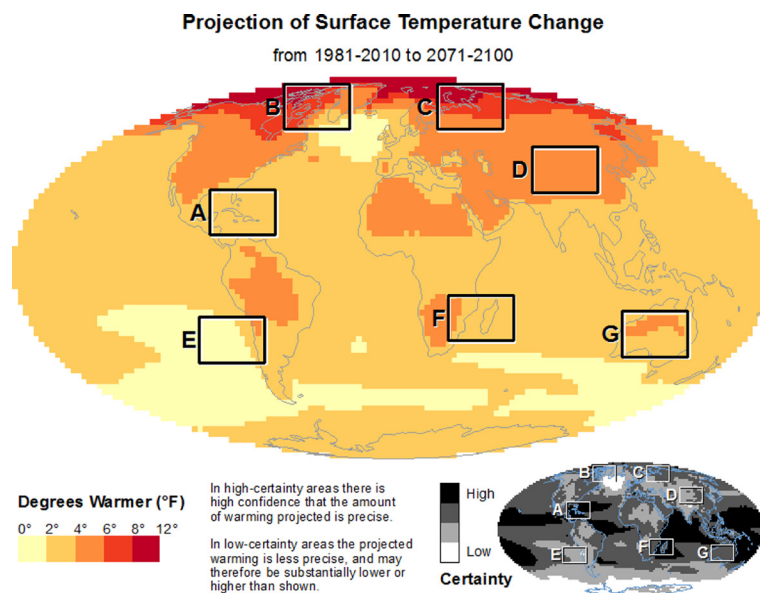 Projection of Surface Temperature Change
from 1981-2010 to 2071-2100
B
C
D
A
F
E
G
Degrees Warmer (°F)
0° 2° 4° 6° 8° 12°
In high-certainty areas there is
high confidence that the amount
of warming projected is precise.
In low-certainty areas the projected
warming is less precise, and may
therefore be substantially lower or
higher than shown.
High
Low
Certainty
B
C
D
A
E
F
G